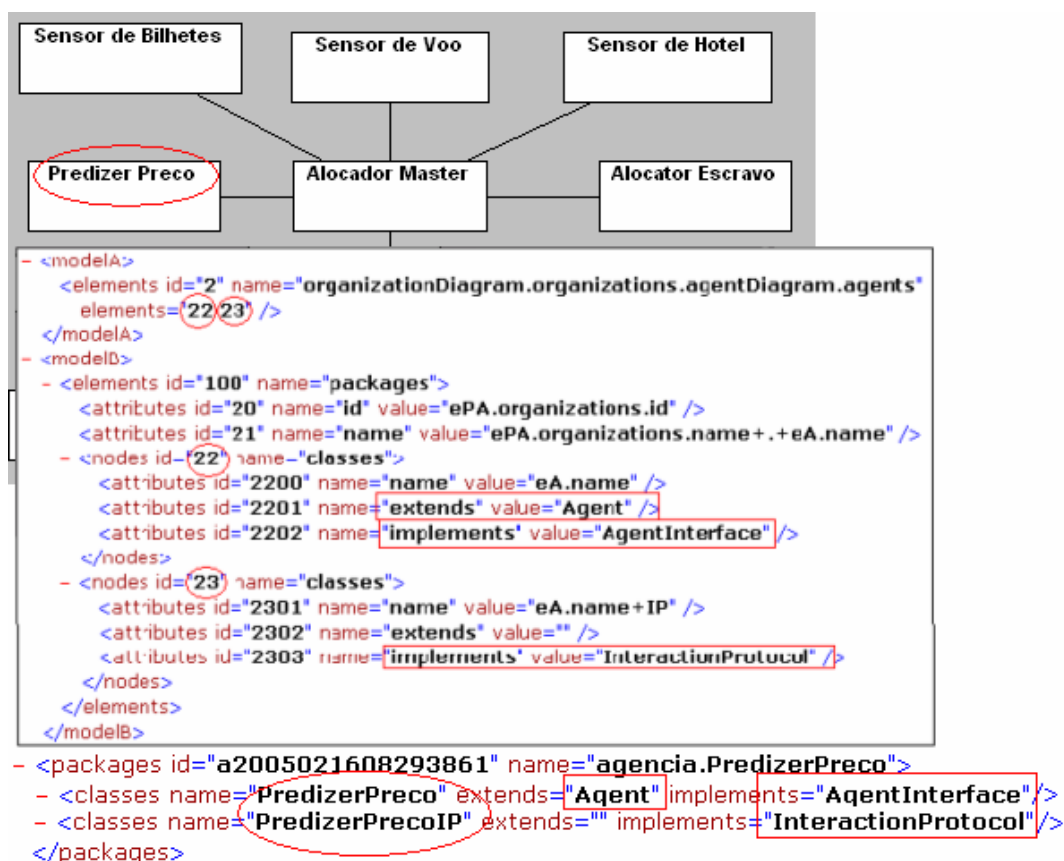 Sensor de Bilhetes
Sensor de Voo
Sensor de Hotel
Predizer Preco
Alocador Master
Alocator Escravo
- <modelA>
<elements id="2" name="organizationDiagram.organizations.agentDiagram.agents"
elements="22 23" />
</modelA>
- <modelB>
- <elements id="100" name="packages">
<attributes id="20" name="id" value="ePA.organizations.id" />
<attributes id="21" name="name" value="ePA.organizations.name+.+eA.name" />
- <nodes id="22" name="classes">
<attributes id="2200" name="name" value="eA.name" />
<attributes id="2201" name="extends" value="Agent" />
<attributes id="2202" name="implements" value="AgentInterface" />
</nodes>
- <nodes id="23" name="classes">
<attributes id="2301" name="name" value="eA.name+IP" />
<attributes id="2302" name="extends" value="" />
<attributes id="2303" name="implements" value="InteractionProtocol" />
</nodes>
</elements>
</modelB>
- <packages id="a2005021608293861" name="agencia.PredizerPreco">
- <classes name="PredizerPreco" extends="Agent" implements="AgentInterface"/>
- <classes name="PredizerPrecoIP" extends="" implements="InteractionProtocol"/>
</packages>